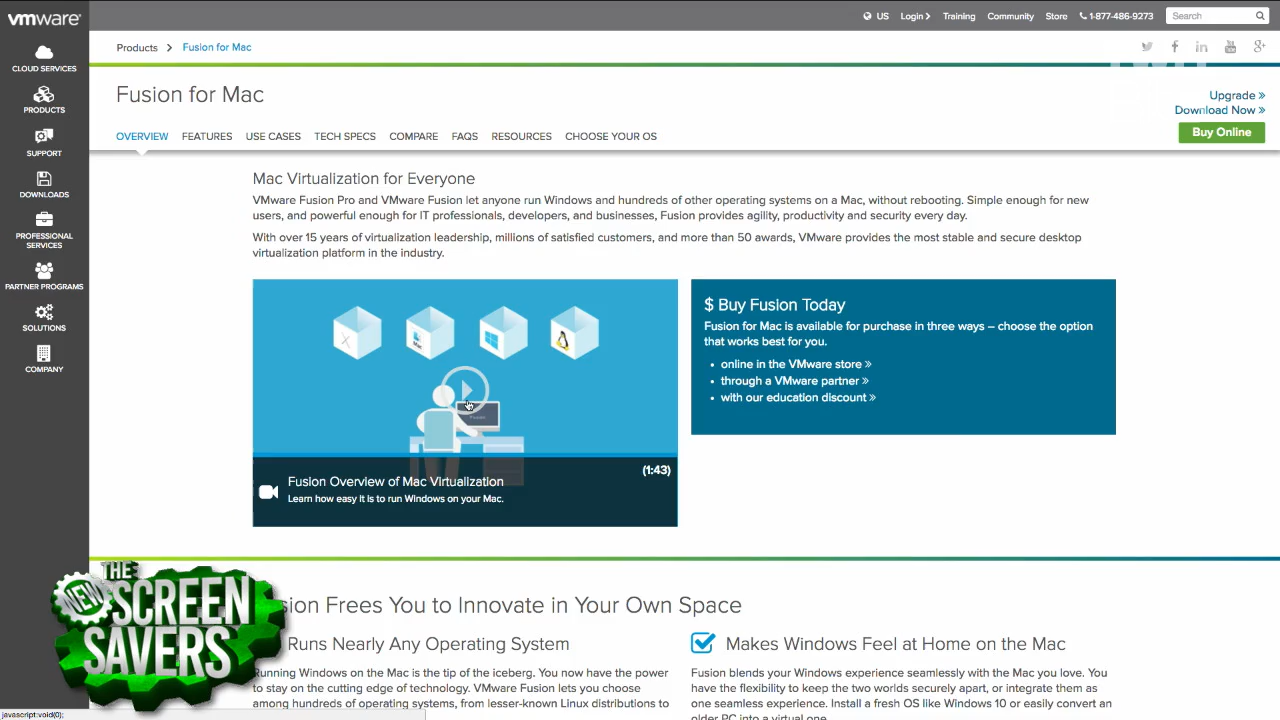 vmware
US
Login
Training
Community
Store
1-877-486-9273
Search
Products
Fusion for Mac
CLOUD SERVICES
PRODUCTS
SUPPORT
DOWNLOADS
PROFESSIONAL
SERVICES
PARTNER PROGRAMS
SOLUTIONS
COMPANY
Fusion for Mac
Upgrade »
Download Now »
Buy Online
OVERVIEW
FEATURES
USE CASES
TECH SPECS
COMPARE
FAQS
RESOURCES
CHOOSE YOUR OS
Mac Virtualization for Everyone
VMware Fusion Pro and VMware Fusion let anyone run Windows and hundreds of other operating systems on a Mac, without rebooting. Simple enough for new
users, and powerful enough for IT professionals, developers, and businesses, Fusion provides agility, productivity and security every day.
With over 15 years of virtualization leadership, millions of satisfied customers, and more than 50 awards, VMware provides the most stable and secure desktop
virtualization platform in the industry.
(1:43)
Fusion Overview of Mac Virtualization
Learn how easy it is to run Windows on your Mac.
$ Buy Fusion Today
Fusion for Mac is available for purchase in three ways – choose the option
that works best for you.
• online in the VMware store »
• through a VMware partner »
• with our education discount »
sion Frees You to Innovate in Your Own Space
Runs Nearly Any Operating System
Running Windows on the Mac is the tip of the iceberg. You now have the power
to stay on the cutting edge of technology. VMware Fusion lets you choose
among hundreds of operating systems, from lesser-known Linux distributions to
Makes Windows Feel at Home on the Mac
Fusion blends your Windows experience seamlessly with the Mac you love. You
have the flexibility to keep the two worlds securely apart, or integrate them as
one seamless experience. Install a fresh OS like Windows 10 or easily convert an
older PC into a virtual one.
THE
NEW
SCREEN
SAVERS
javascript:void(0);